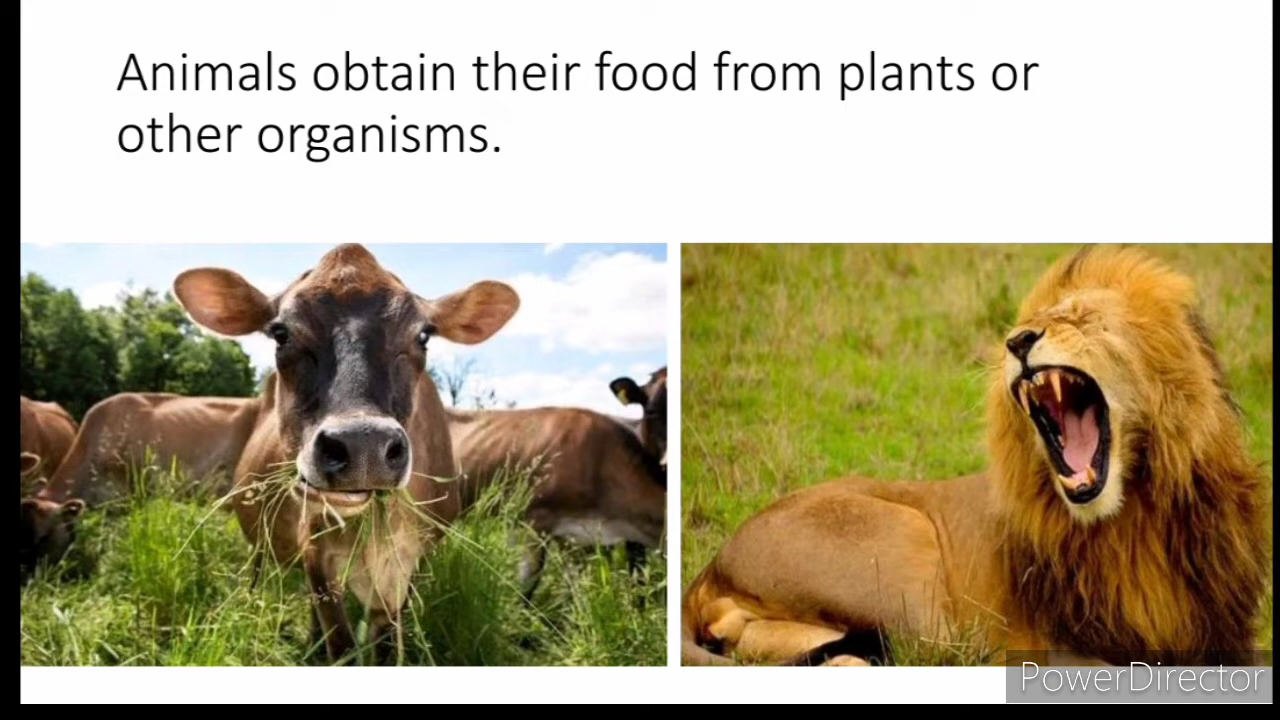 Animals obtain their food from plants or
other organisms.
PowerDirector